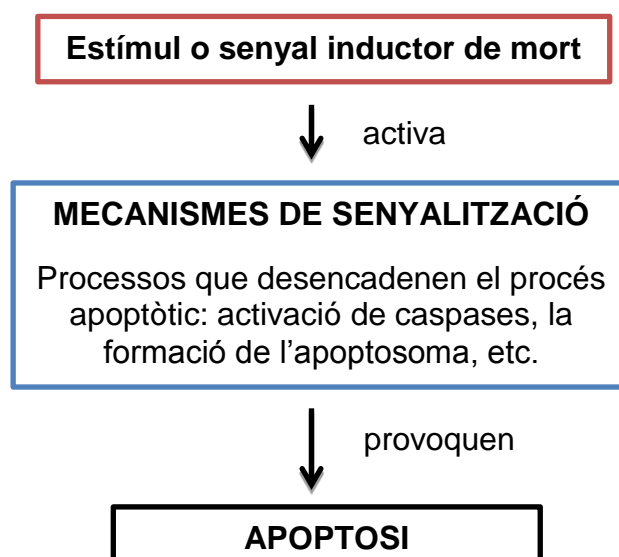 Estímul o senyal inductor de mort
activa
MECANISMES DE SENYALITZACIÓ
Processos que desencadenen el procés
apoptòtic: activació de caspases, la
formació de l’apoptosoma, etc.
provoquen
APOPTOSI